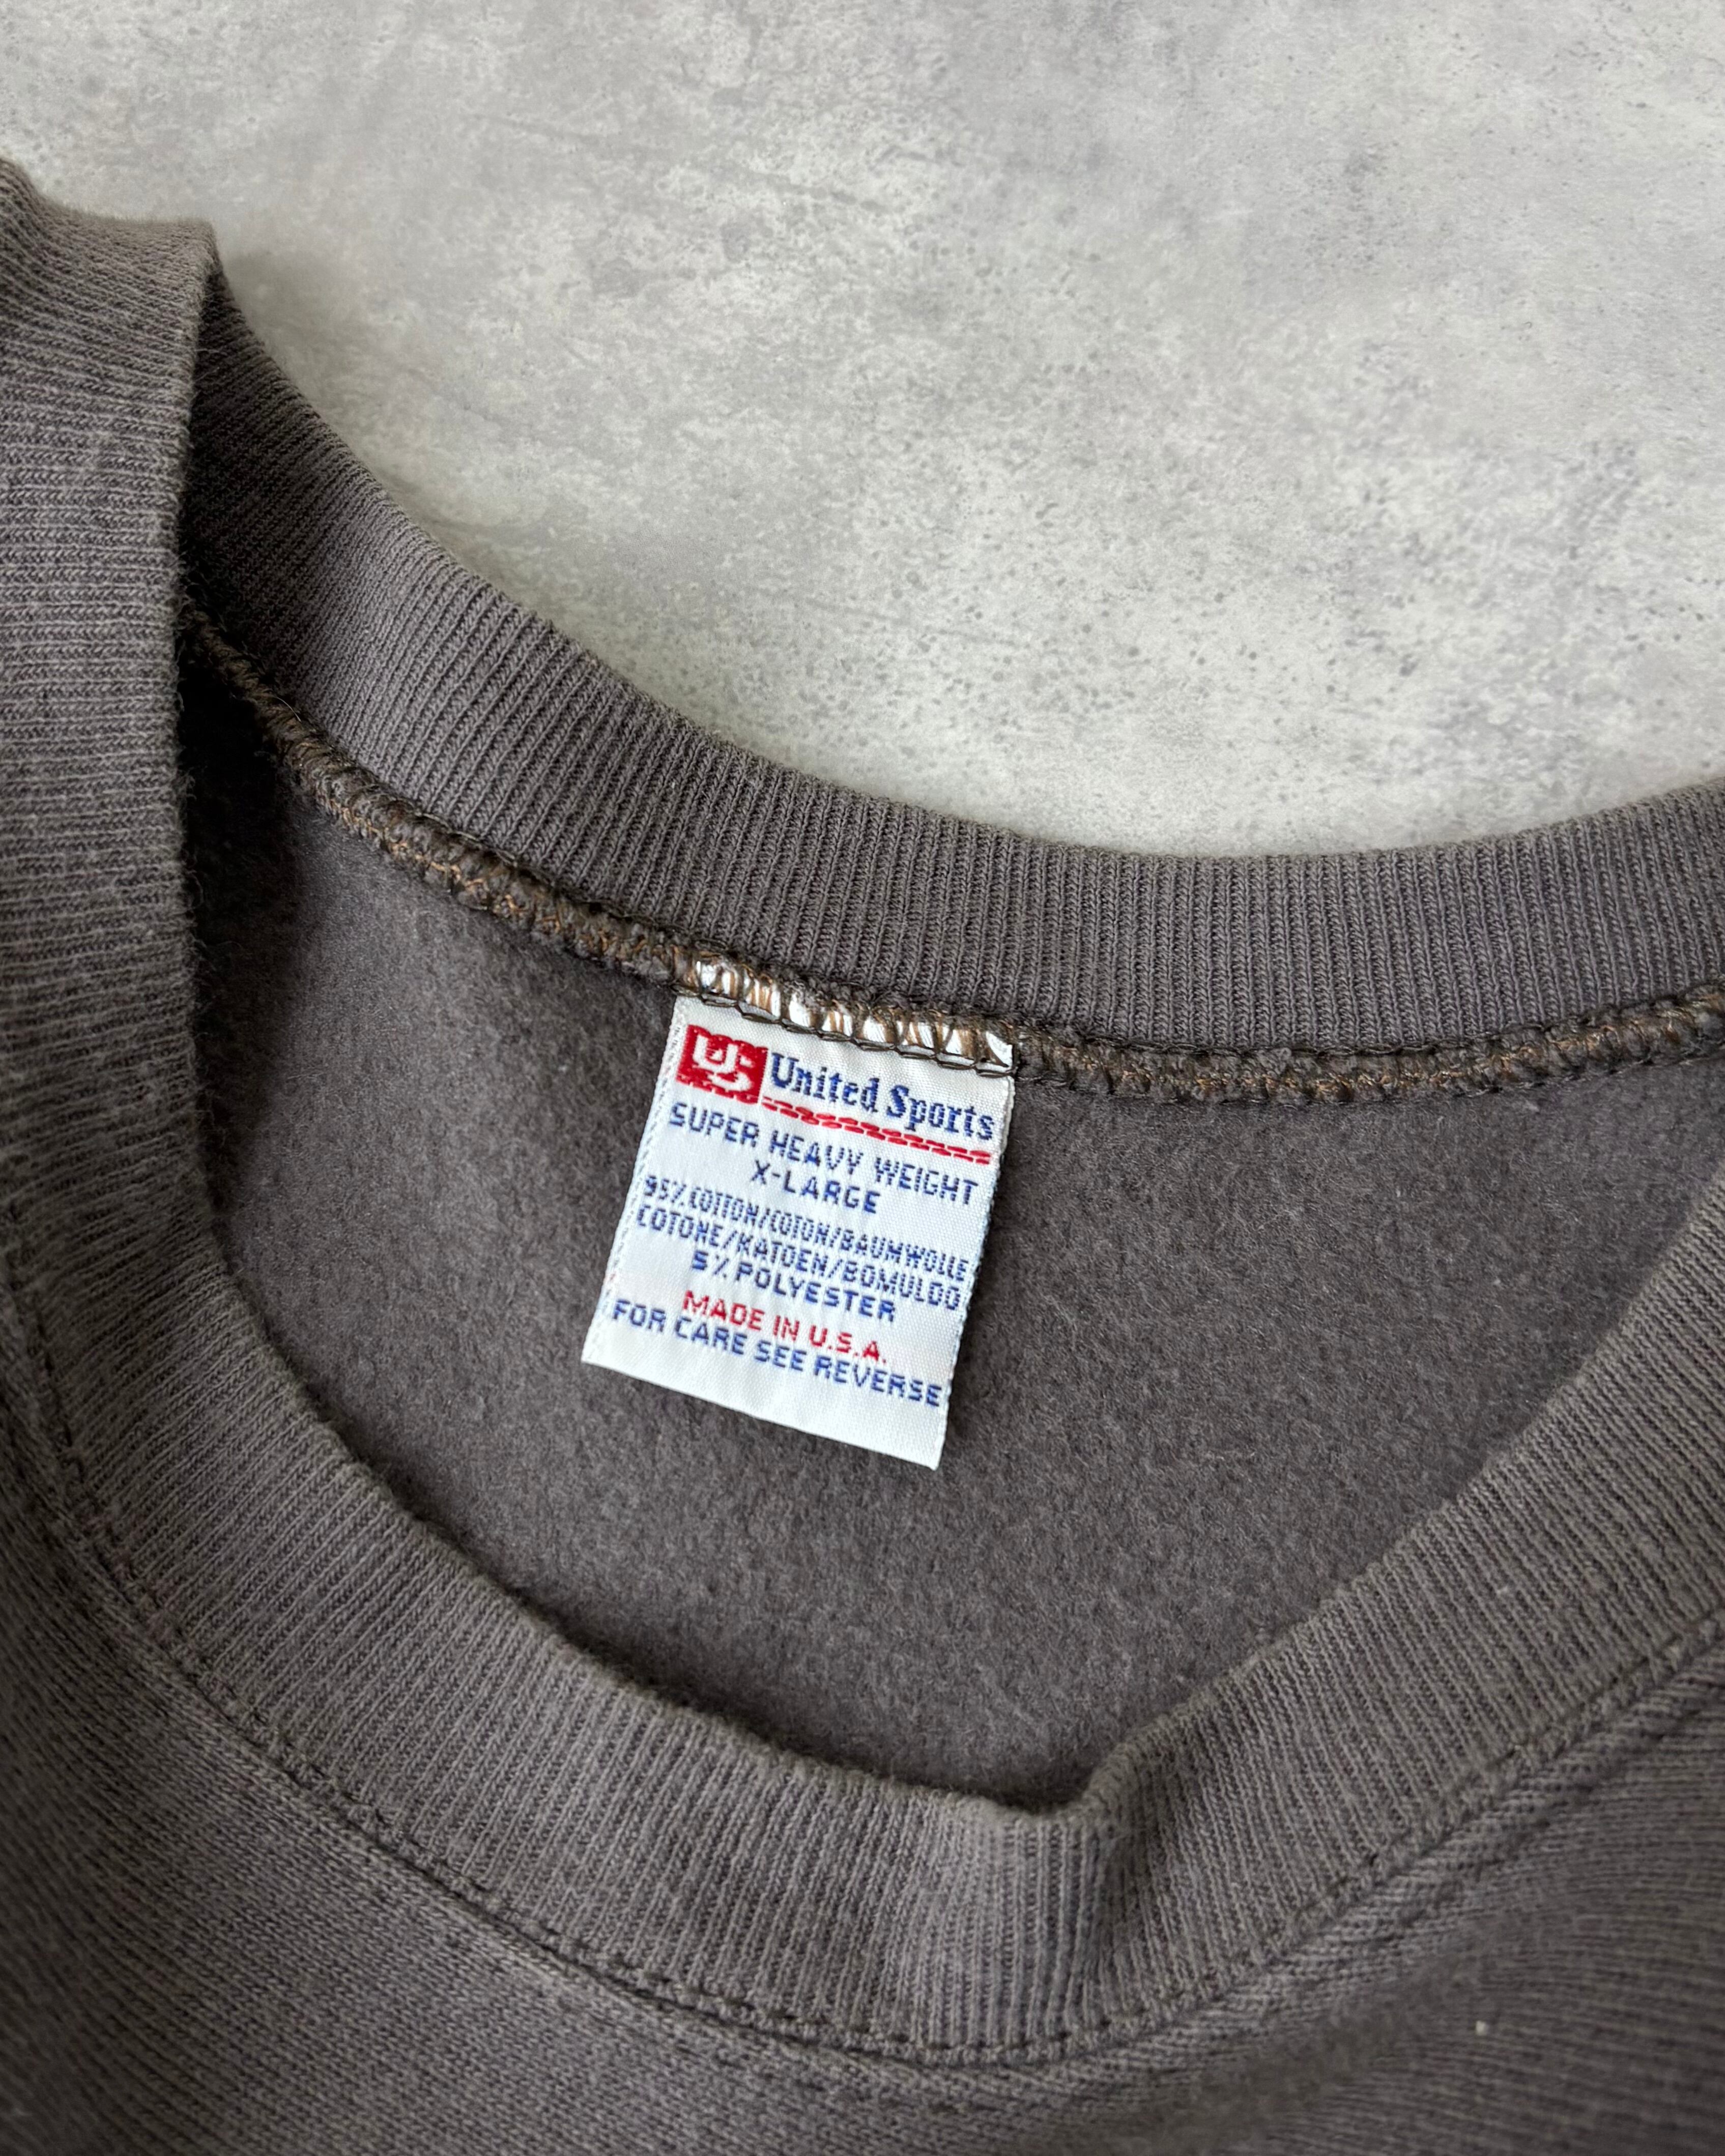 US United Sports
SUPER HEAVY WEIGHT
X-LARGE
95% COTTON/COTON/BAUMWOLLE
COTONE/KATOEN/BOMULDO
5% POLYESTER
MADE IN U.S.A.
FOR CARE SEE REVERSE